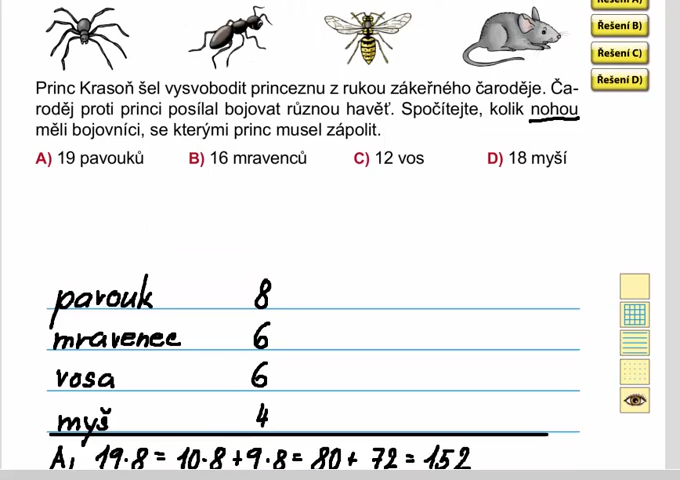 Řešení A)
Řešení B)
Řešení C)
Řešení D)
Princ Krasoň šel vysvobodit princeznu z rukou zákeřného čaroděje. Ča-
roděj proti princi posílal bojovat různou havěť. Spočítejte, kolik nohou
měli bojovníci, se kterými princ musel zápolit.
A) 19 pavouků B) 16 mravenců C) 12 vos D) 18 myší
pavouk 8
mravenec 6
vosa 6
myš 4
A) 19·8 = 10·8+9·8 = 80 + 72 = 152